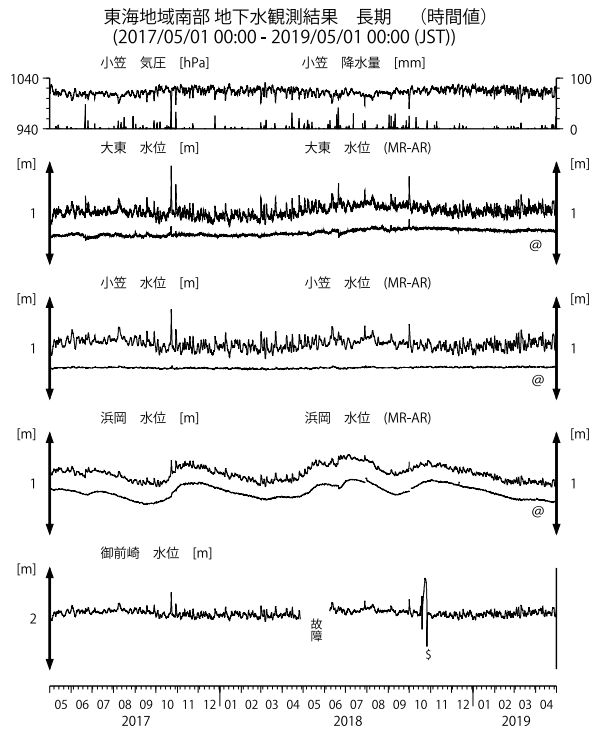 東海地域南部 地下水観測結果　長期　（時間値）
(2017/05/01 00:00 - 2019/05/01 00:00 (JST))
小笠　気圧　[hPa]　小笠　降水量　[mm]
1040　100
940　0
大東　水位　[m]　大東　水位　(MR-AR)
[m]　[m]
1　1
@
小笠　水位　[m]　小笠　水位　(MR-AR)
[m]　[m]
1　1
@
浜岡　水位　[m]　浜岡　水位　(MR-AR)
[m]　[m]
1　1
@
御前崎　水位　[m]
[m]
2
故障
$
05 06 07 08 09 10 11 12 01 02 03 04 05 06 07 08 09 10 11 12 01 02 03 04
2017　2018　2019